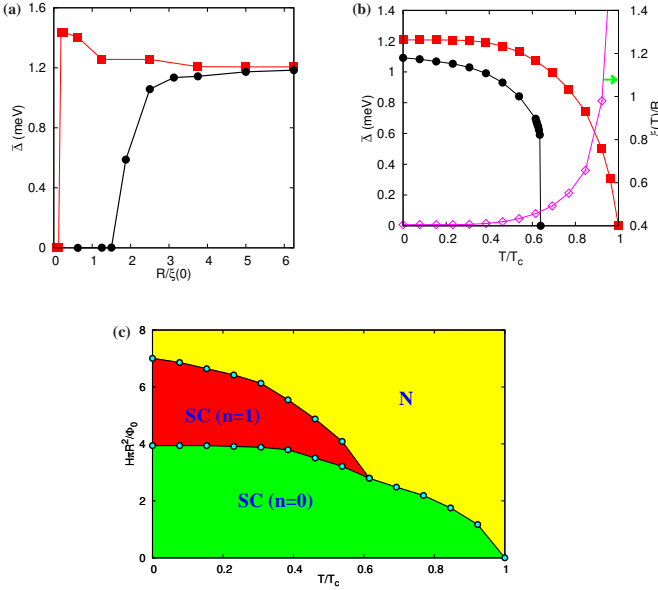 (a)
1.6
1.2
0.8
0.4
0
Δ̄ (meV)
0 1 2 3 4 5 6
R/ξ(0)
(b)
1.4
1.2
1
0.8
0.6
0.4
0.2
0
Δ̄ (meV)
0 0.2 0.4 0.6 0.8 1
T/Tc
1.4
1.2
1
0.8
0.6
0.4
ξ(T)/R
(c)
8
6
4
2
0
HπR²/Φ₀
N
SC (n=1)
SC (n=0)
0 0.2 0.4 0.6 0.8 1
T/Tc